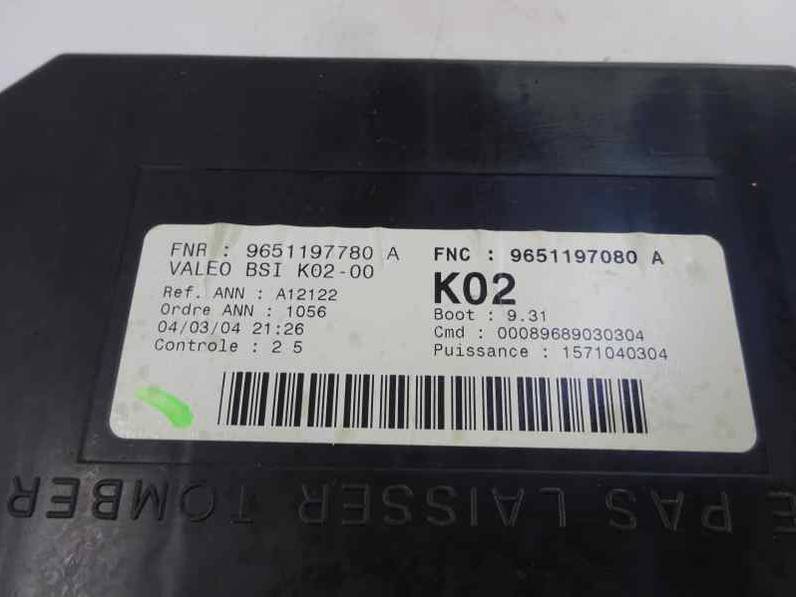 FNR : 9651197780 A
VALEO BSI K02-00
Ref. ANN : A12122
Ordre ANN : 1056
04/03/04 21:26
Controle : 2 5
FNC : 9651197080 A
K02
Boot : 9.31
Cmd : 00089689030304
Puissance : 1571040304
E PAS LAISSER TOMBER